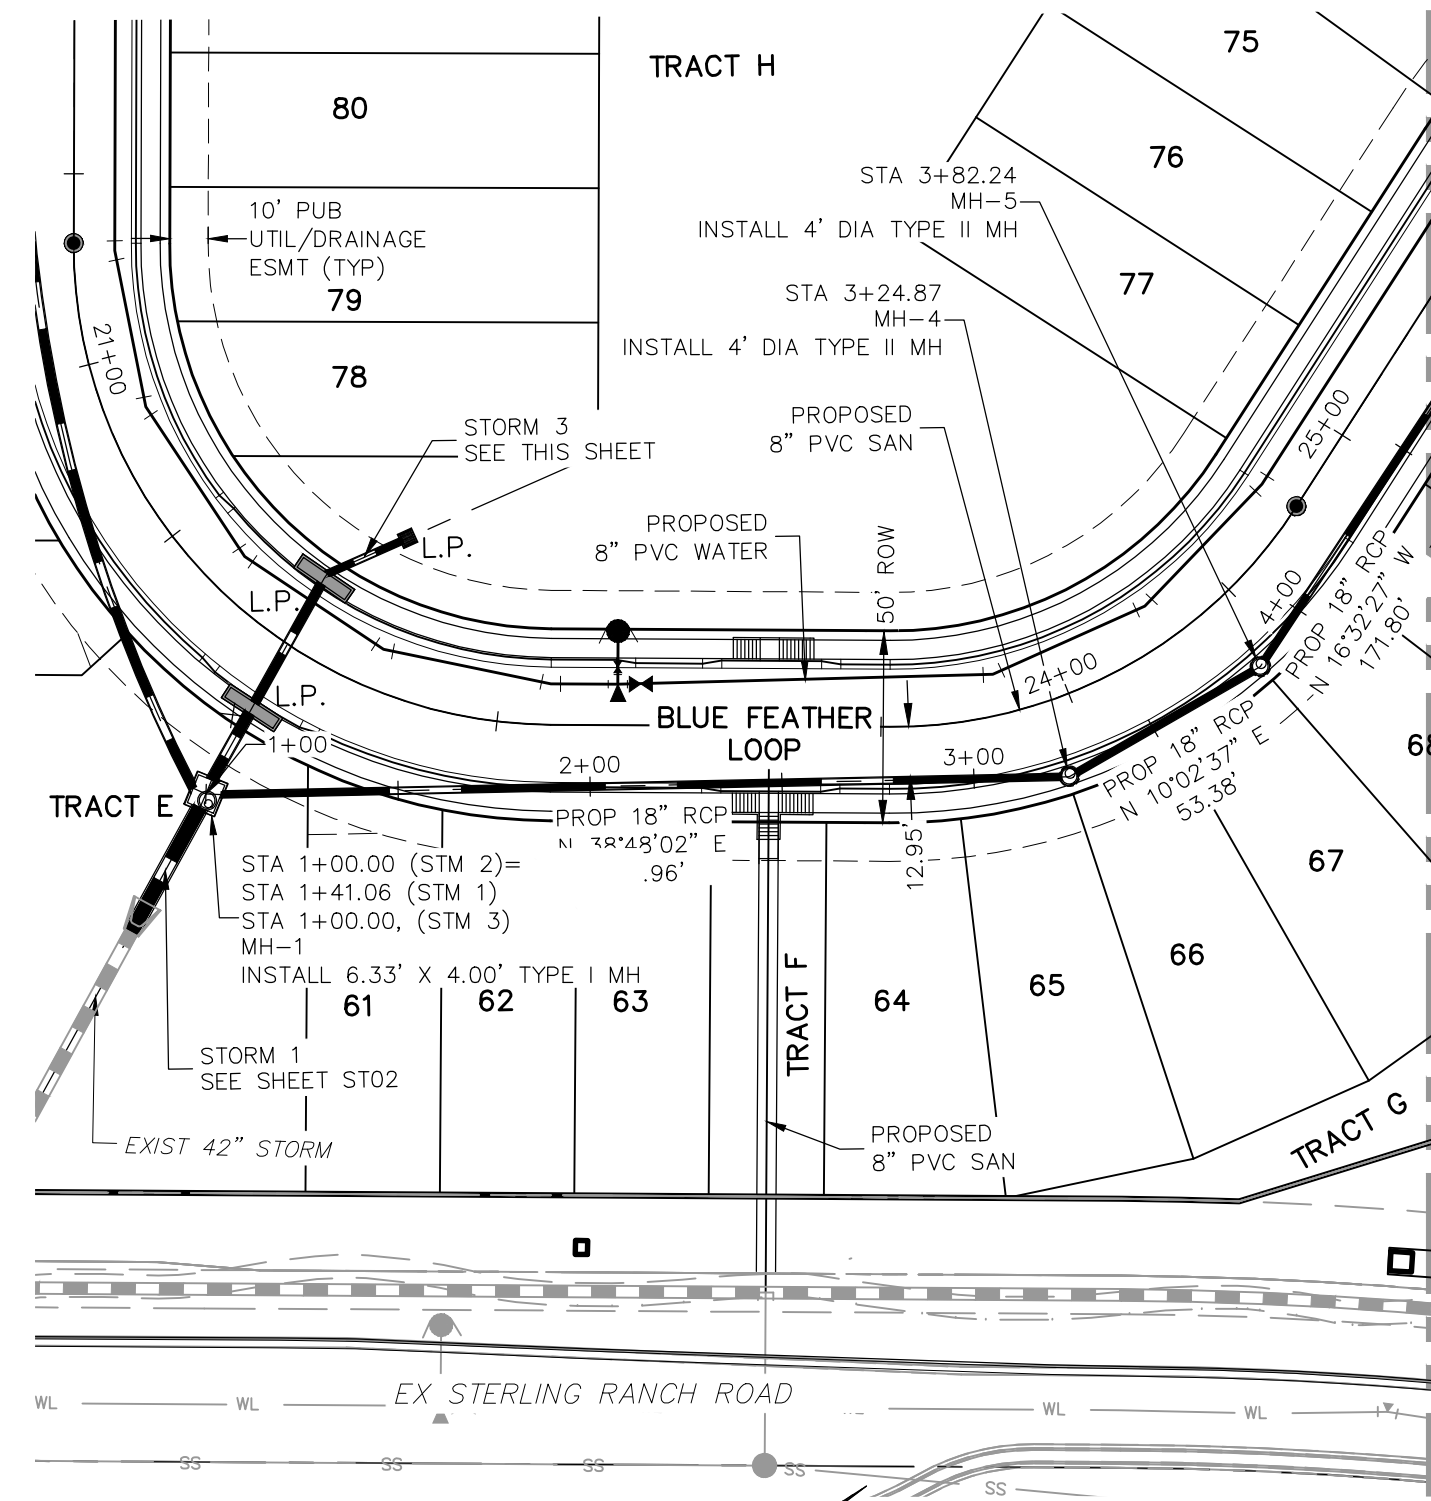 TRACT H
75
80
76
STA 3+82.24
MH-5
INSTALL 4' DIA TYPE II MH
10' PUB
UTIL/DRAINAGE
ESMT (TYP)
79
77
STA 3+24.87
MH-4
INSTALL 4' DIA TYPE II MH
21+00
78
PROPOSED
8" PVC SAN
25+00
STORM 3
SEE THIS SHEET
PROPOSED
8" PVC WATER
50' ROW
L.P.
L.P.
L.P.
4+00
PROP 18" RCP
N 16°32'27" W
171.80'
24+00
BLUE FEATHER
LOOP
1+00
2+00
3+00
PROP 18" RCP
N 10°02'37" E
53.38'
68
TRACT E
PROP 18" RCP
N 38°48'02" E
.96'
12.95'
67
STA 1+00.00 (STM 2)=
STA 1+41.06 (STM 1)
STA 1+00.00, (STM 3)
MH-1
INSTALL 6.33' X 4.00' TYPE I MH
61
62
63
TRACT F
64
65
66
STORM 1
SEE SHEET ST02
EXIST 42" STORM
PROPOSED
8" PVC SAN
TRACT G
EX STERLING RANCH ROAD
WL
WL
WL
WL
SS
SS
SS
SS
SS